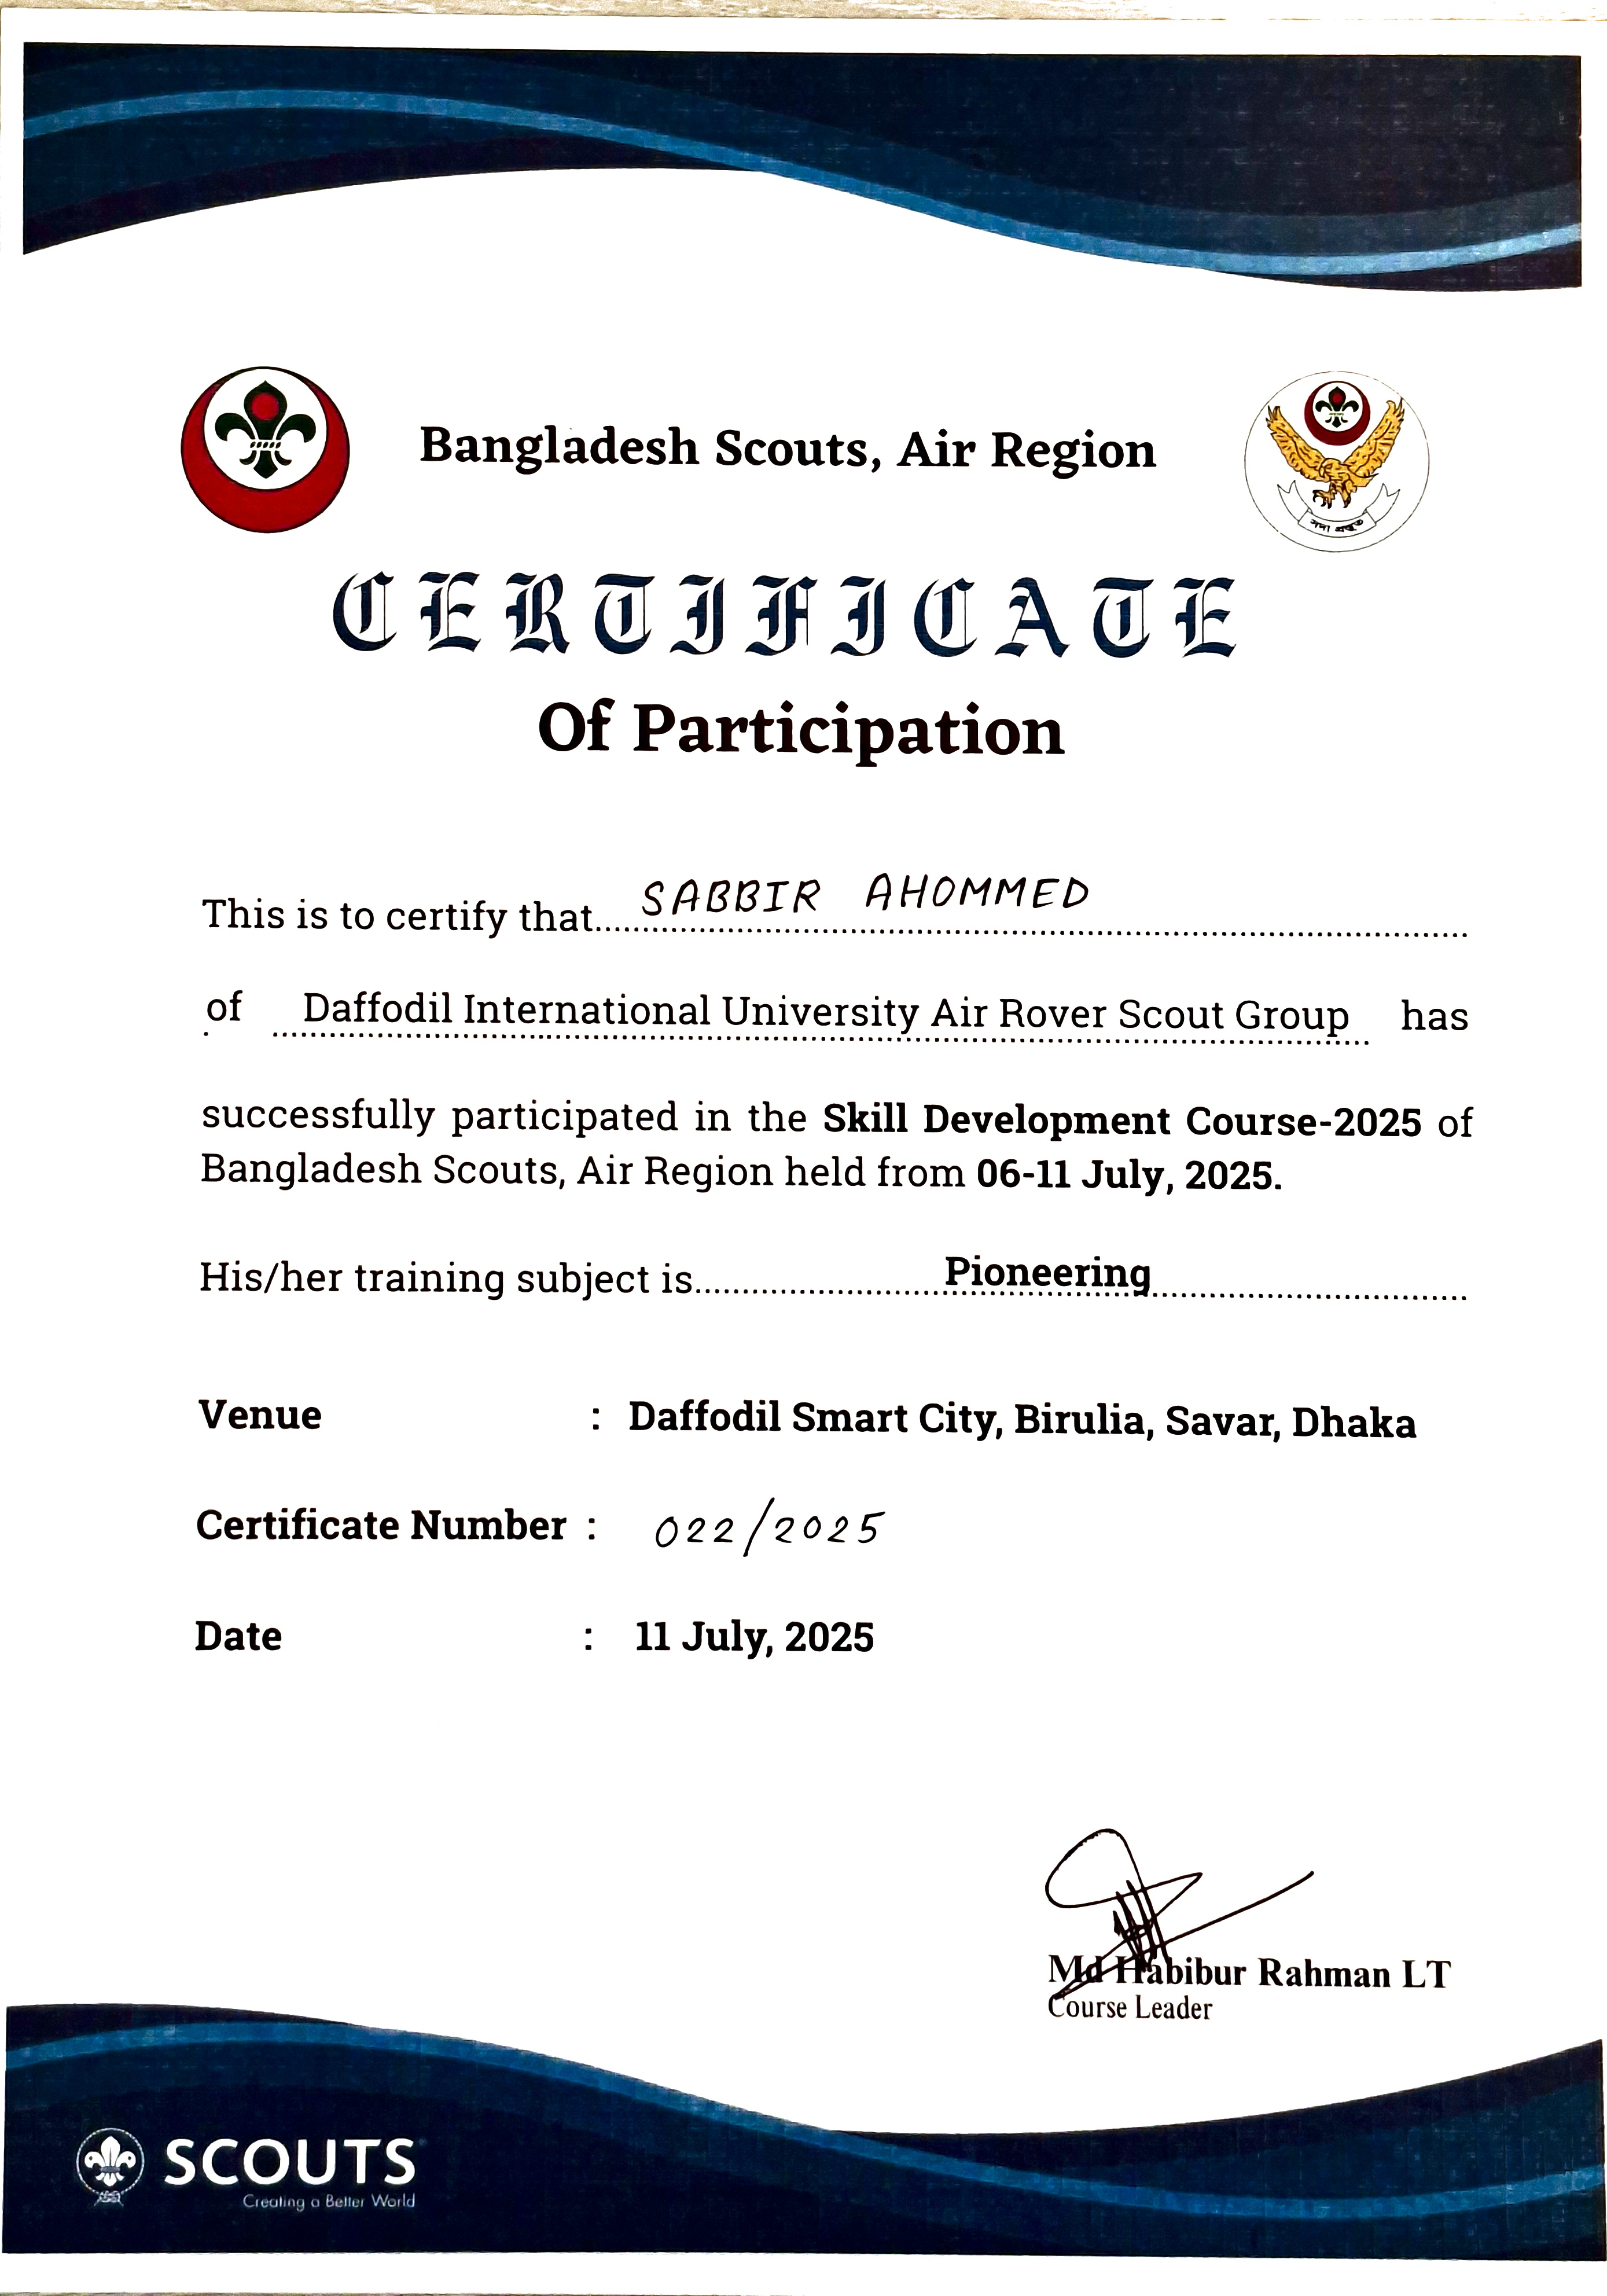 Bangladesh Scouts, Air Region
সদা প্রস্তুত
CERTIFICATE
Of Participation
This is to certify that SABBIR AHOMMED
of Daffodil International University Air Rover Scout Group has
successfully participated in the Skill Development Course-2025 of
Bangladesh Scouts, Air Region held from 06-11 July, 2025.
His/her training subject is Pioneering
Venue : Daffodil Smart City, Birulia, Savar, Dhaka
Certificate Number : 022/2025
Date : 11 July, 2025
Md Habibur Rahman LT
Course Leader
SCOUTS
Creating a Better World